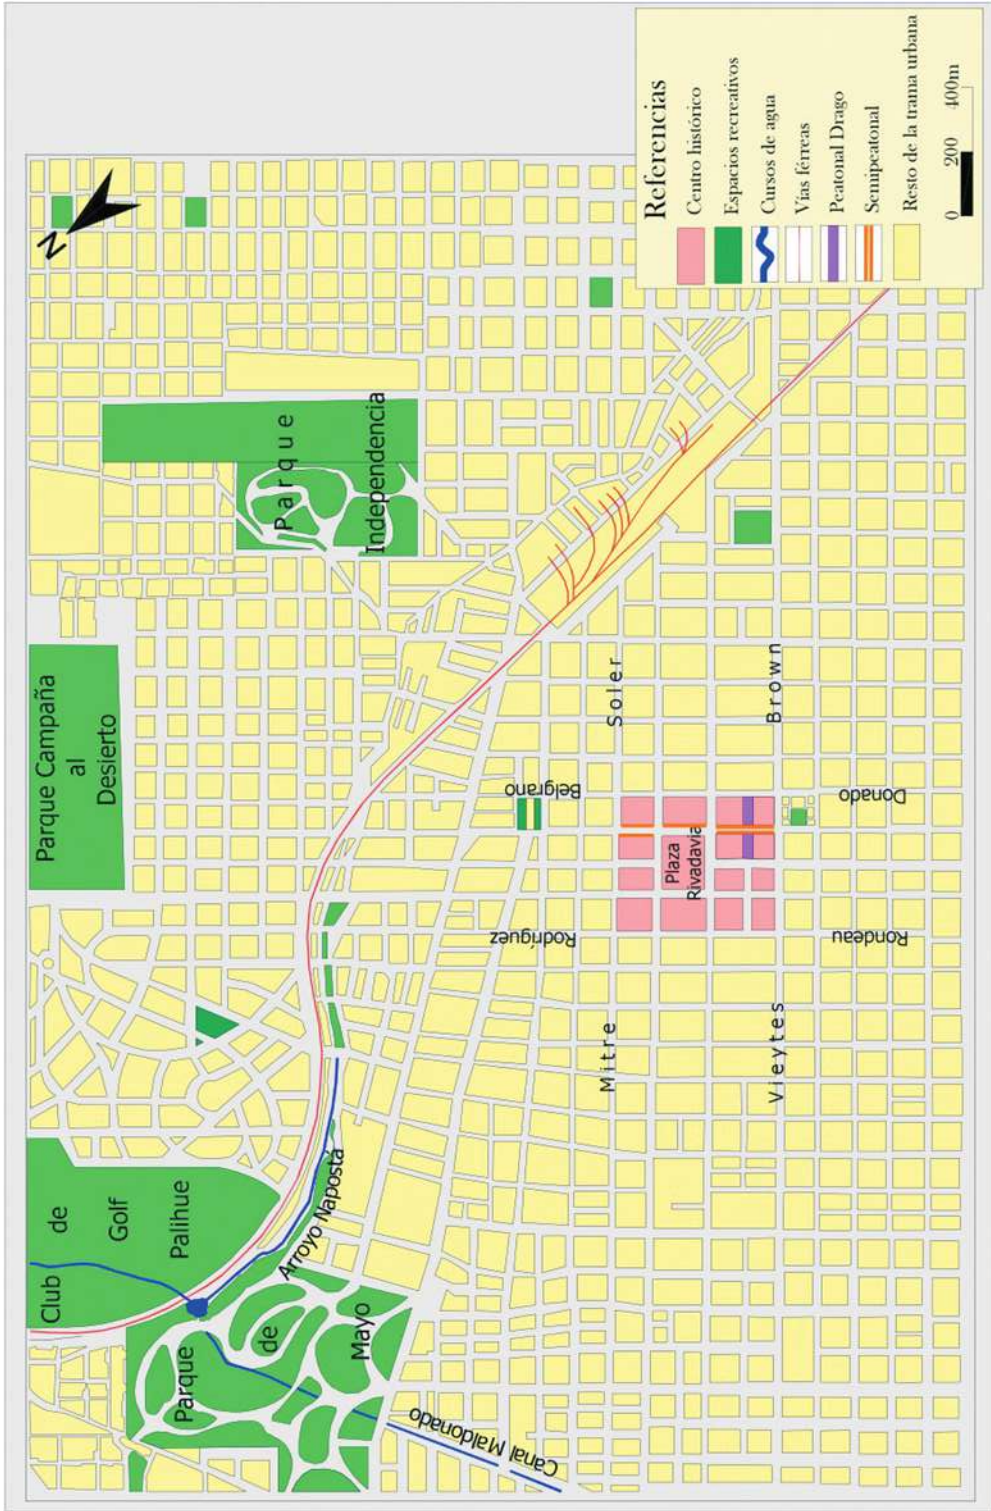 N
Parque Campaña
al
Desierto
Parque
Independencia
Club
de
Golf
Palihue
Parque
de
Mayo
Arroyo Napostá
Canal Maldonado
Belgrano
Rodríguez
Soler
Mitre
Plaza
Rivadavia
Brown
Vieytes
Donado
Rondeau
Referencias
Centro histórico
Espacios recreativos
Cursos de agua
Vías férreas
Peatonal Drago
Semipeatonal
Resto de la trama urbana
0 200 400m